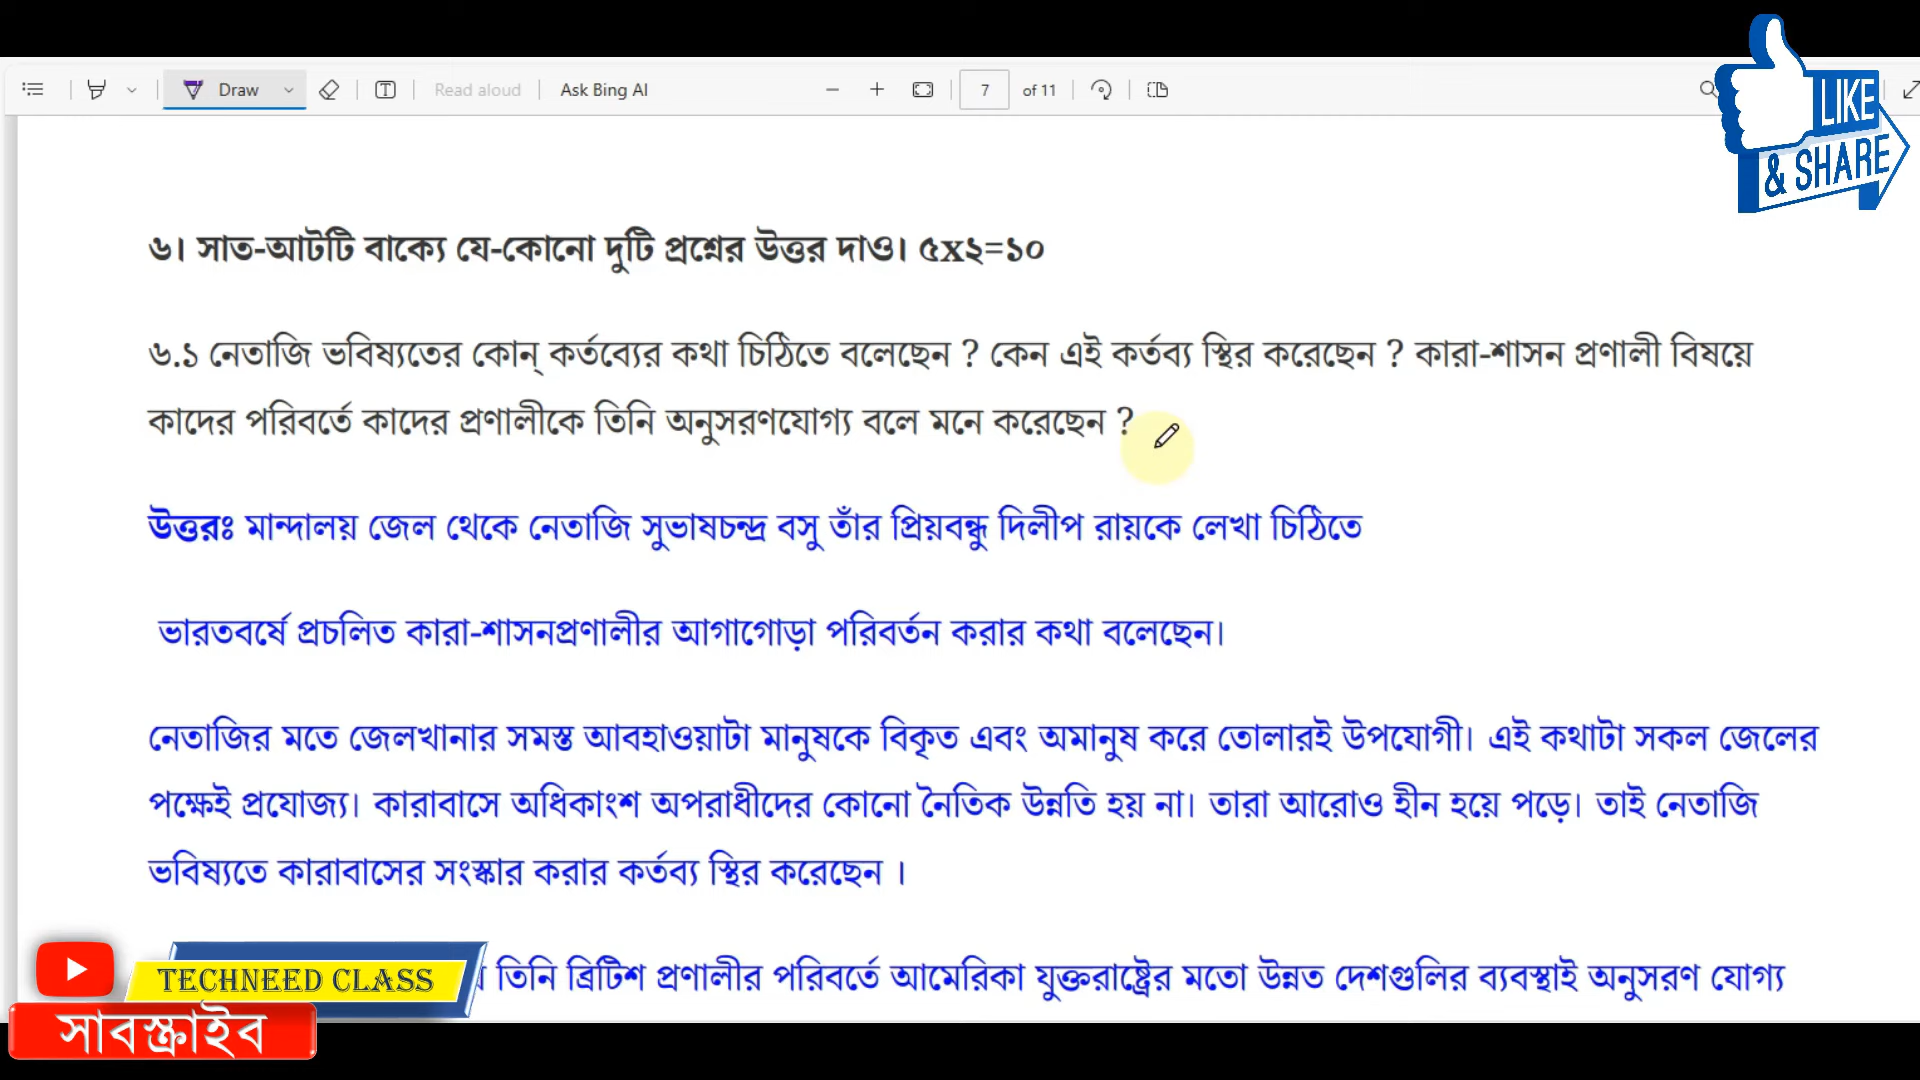 Draw
Read aloud
Ask Bing AI
7
of 11
LIKE
& SHARE
৬। সাত-আটটি বাক্যে যে-কোনো দুটি প্রশ্নের উত্তর দাও। ৫x২=১০
৬.১ নেতাজি ভবিষ্যতের কোন্ কর্তব্যের কথা চিঠিতে বলেছেন ? কেন এই কর্তব্য স্থির করেছেন ? কারা-শাসন প্রণালী বিষয়ে
কাদের পরিবর্তে কাদের প্রণালীকে তিনি অনুসরণযোগ্য বলে মনে করেছেন ?
উত্তরঃ মান্দালয় জেল থেকে নেতাজি সুভাষচন্দ্র বসু তাঁর প্রিয়বন্ধু দিলীপ রায়কে লেখা চিঠিতে
ভারতবর্ষে প্রচলিত কারা-শাসনপ্রণালীর আগাগোড়া পরিবর্তন করার কথা বলেছেন।
নেতাজির মতে জেলখানার সমস্ত আবহাওয়াটা মানুষকে বিকৃত এবং অমানুষ করে তোলারই উপযোগী। এই কথাটা সকল জেলের
পক্ষেই প্রযোজ্য। কারাবাসে অধিকাংশ অপরাধীদের কোনো নৈতিক উন্নতি হয় না। তারা আরোও হীন হয়ে পড়ে। তাই নেতাজি
ভবিষ্যতে কারাবাসের সংস্কার করার কর্তব্য স্থির করেছেন ।
তিনি ব্রিটিশ প্রণালীর পরিবর্তে আমেরিকা যুক্তরাষ্ট্রের মতো উন্নত দেশগুলির ব্যবস্থাই অনুসরণ যোগ্য
TECHNEED CLASS
সাবস্ক্রাইব